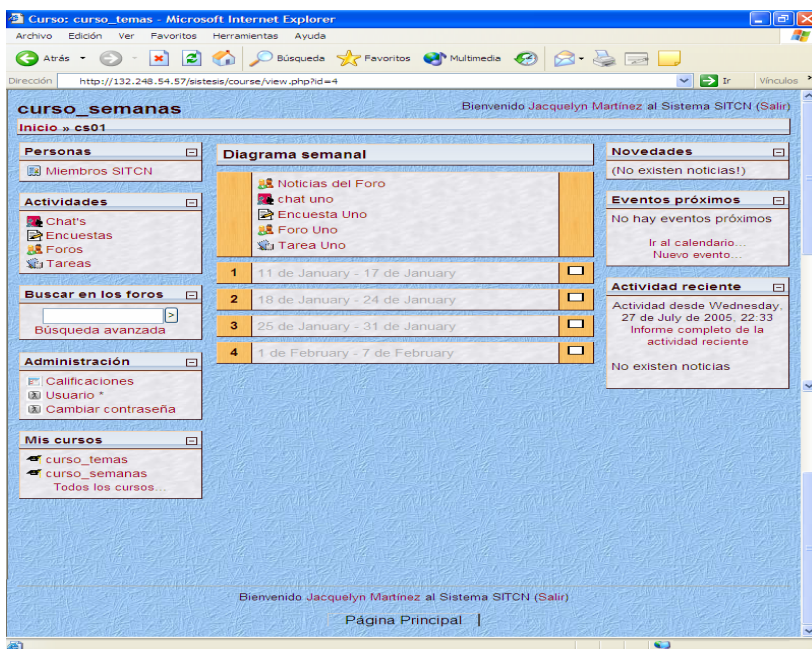 Curso: curso_temas - Microsoft Internet Explorer
Archivo Edición Ver Favoritos Herramientas Ayuda
Atrás Búsqueda Favoritos Multimedia
Dirección http://132.248.54.57/sistesis/course/view.php?id=4 Ir Vínculos »
curso_semanas
Bienvenido Jacquelyn Martínez al Sistema SITCN (Salir)
Inicio » cs01
Personas
Miembros SITCN
Actividades
Chat's
Encuestas
Foros
Tareas
Buscar en los foros
>
Búsqueda avanzada
Administración
Calificaciones
Usuario *
Cambiar contraseña
Mis cursos
curso_temas
curso_semanas
Todos los cursos...
Diagrama semanal
Noticias del Foro
chat uno
Encuesta Uno
Foro Uno
Tarea Uno
1 11 de January - 17 de January
2 18 de January - 24 de January
3 25 de January - 31 de January
4 1 de February - 7 de February
Novedades
(No existen noticias!)
Eventos próximos
No hay eventos próximos
Ir al calendario...
Nuevo evento...
Actividad reciente
Actividad desde Wednesday,
27 de July de 2005, 22:33
Informe completo de la
actividad reciente
No existen noticias
Bienvenido Jacquelyn Martínez al Sistema SITCN (Salir)
Página Principal |